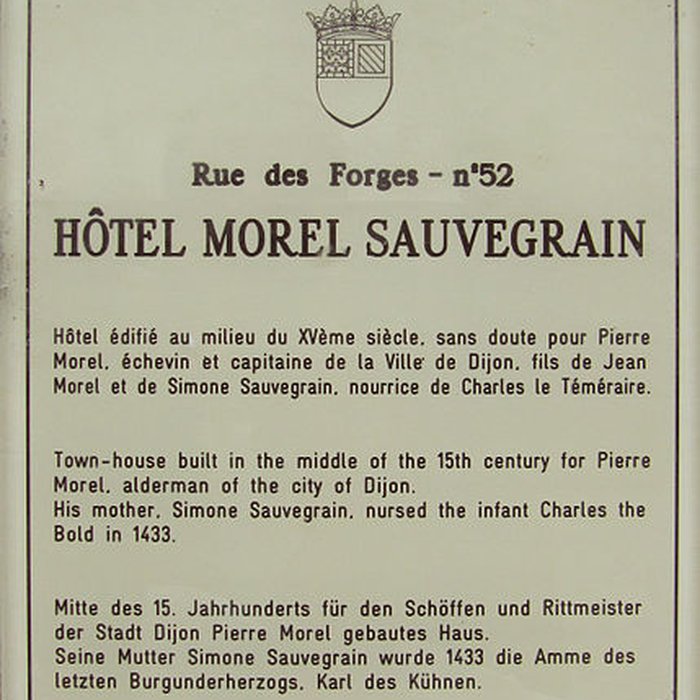 Rue des Forges - n°52
HÔTEL MOREL SAUVEGRAIN
Hôtel édifié au milieu du XVème siècle, sans doute pour Pierre
Morel, échevin et capitaine de la Ville de Dijon, fils de Jean
Morel et de Simone Sauvegrain, nourrice de Charles le Téméraire.
Town-house built in the middle of the 15th century for Pierre
Morel, alderman of the city of Dijon.
His mother, Simone Sauvegrain, nursed the infant Charles the
Bold in 1433.
Mitte des 15. Jahrhunderts für den Schöffen und Rittmeister
der Stadt Dijon Pierre Morel gebautes Haus.
Seine Mutter Simone Sauvegrain wurde 1433 die Amme des
letzten Burgunderherzogs, Karl des Kühnen.